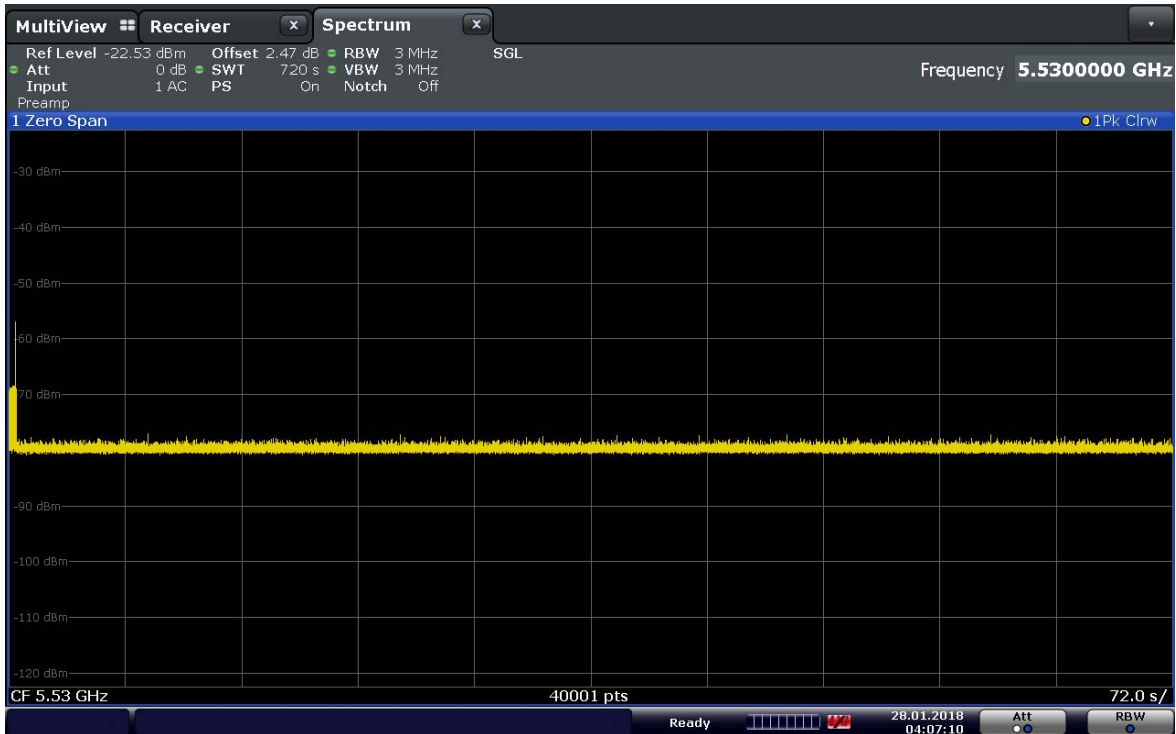 MultiView Receiver X Spectrum X
Ref Level -22.53 dBm Offset 2.47 dB RBW 3 MHz SGL
Att 0 dB SWT 720 s VBW 3 MHz Frequency 5.5300000 GHz
Input 1 AC PS On Notch Off
Preamp
1 Zero Span 1Pk Clrw
-30 dBm
-40 dBm
-50 dBm
-60 dBm
-70 dBm
-90 dBm
-100 dBm
-110 dBm
-120 dBm
CF 5.53 GHz 40001 pts 72.0 s/
Ready 28.01.2018 Att RBW
04:07:10